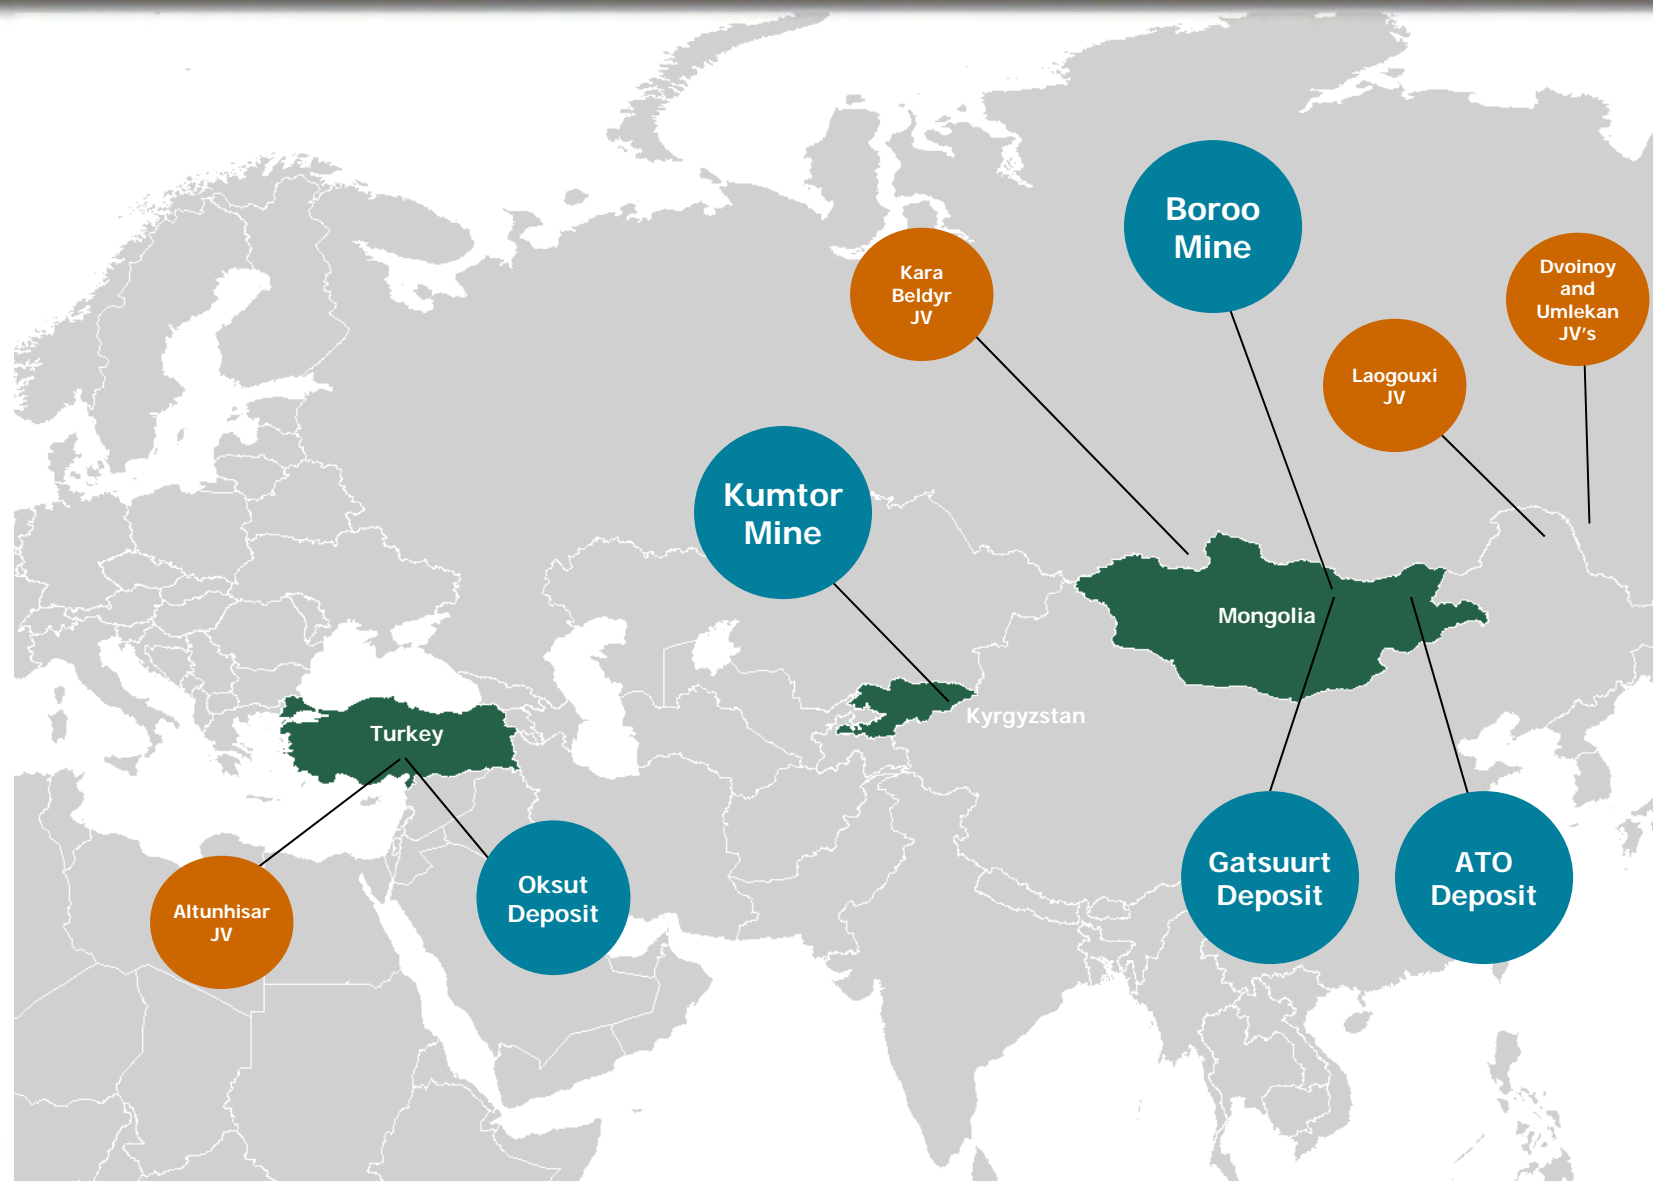 Boroo
Mine
Kara
Beldyr
JV
Dvoinoy
and
Umlekan
JV's
Laogouxi
JV
Kumtor
Mine
Mongolia
Kyrgyzstan
Turkey
Gatsuurt
Deposit
ATO
Deposit
Oksut
Deposit
Altunhisar
JV